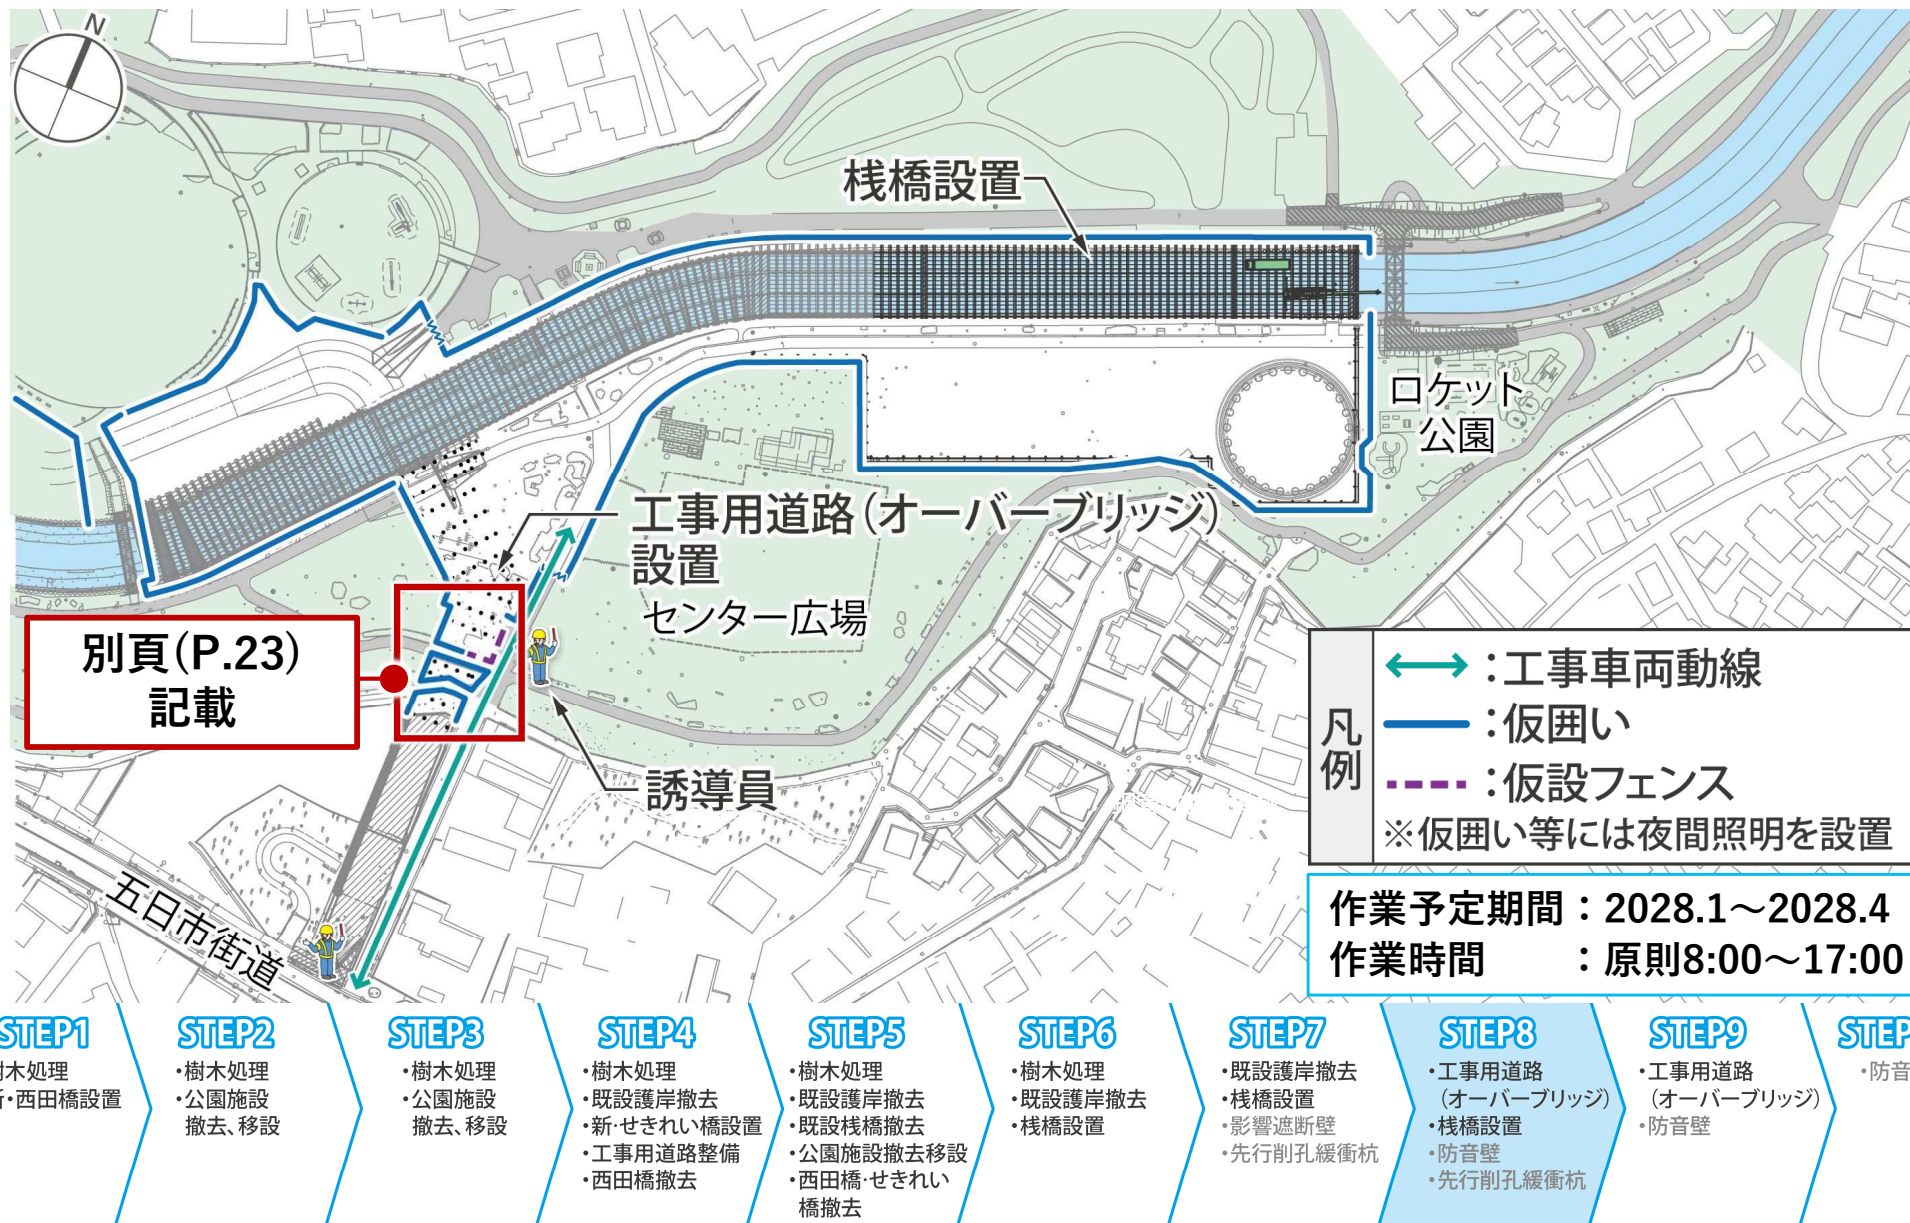 N
桟橋設置
ロケット
公園
工事用道路(オーバーブリッジ)
設置
センター広場
別頁(P.23)
記載
誘導員
五日市街道
凡例
:工事車両動線
:仮囲い
:仮設フェンス
※仮囲い等には夜間照明を設置
作業予定期間:2028.1~2028.4
作業時間 :原則8:00~17:00
STEP1
樹木処理
・西田橋設置
STEP2
・樹木処理
・公園施設
撤去、移設
STEP3
・樹木処理
・公園施設
撤去、移設
STEP4
・樹木処理
・既設護岸撤去
・新・せきれい橋設置
・工事用道路整備
・西田橋撤去
STEP5
・樹木処理
・既設護岸撤去
・既設桟橋撤去
・公園施設撤去移設
・西田橋・せきれい
橋撤去
STEP6
・樹木処理
・既設護岸撤去
・桟橋設置
STEP7
・既設護岸撤去
・桟橋設置
・影響遮断壁
・先行削孔緩衝杭
STEP8
・工事用道路
(オーバーブリッジ)
・桟橋設置
・防音壁
・先行削孔緩衝杭
STEP9
・工事用道路
(オーバーブリッジ)
・防音壁
STEP
・防音